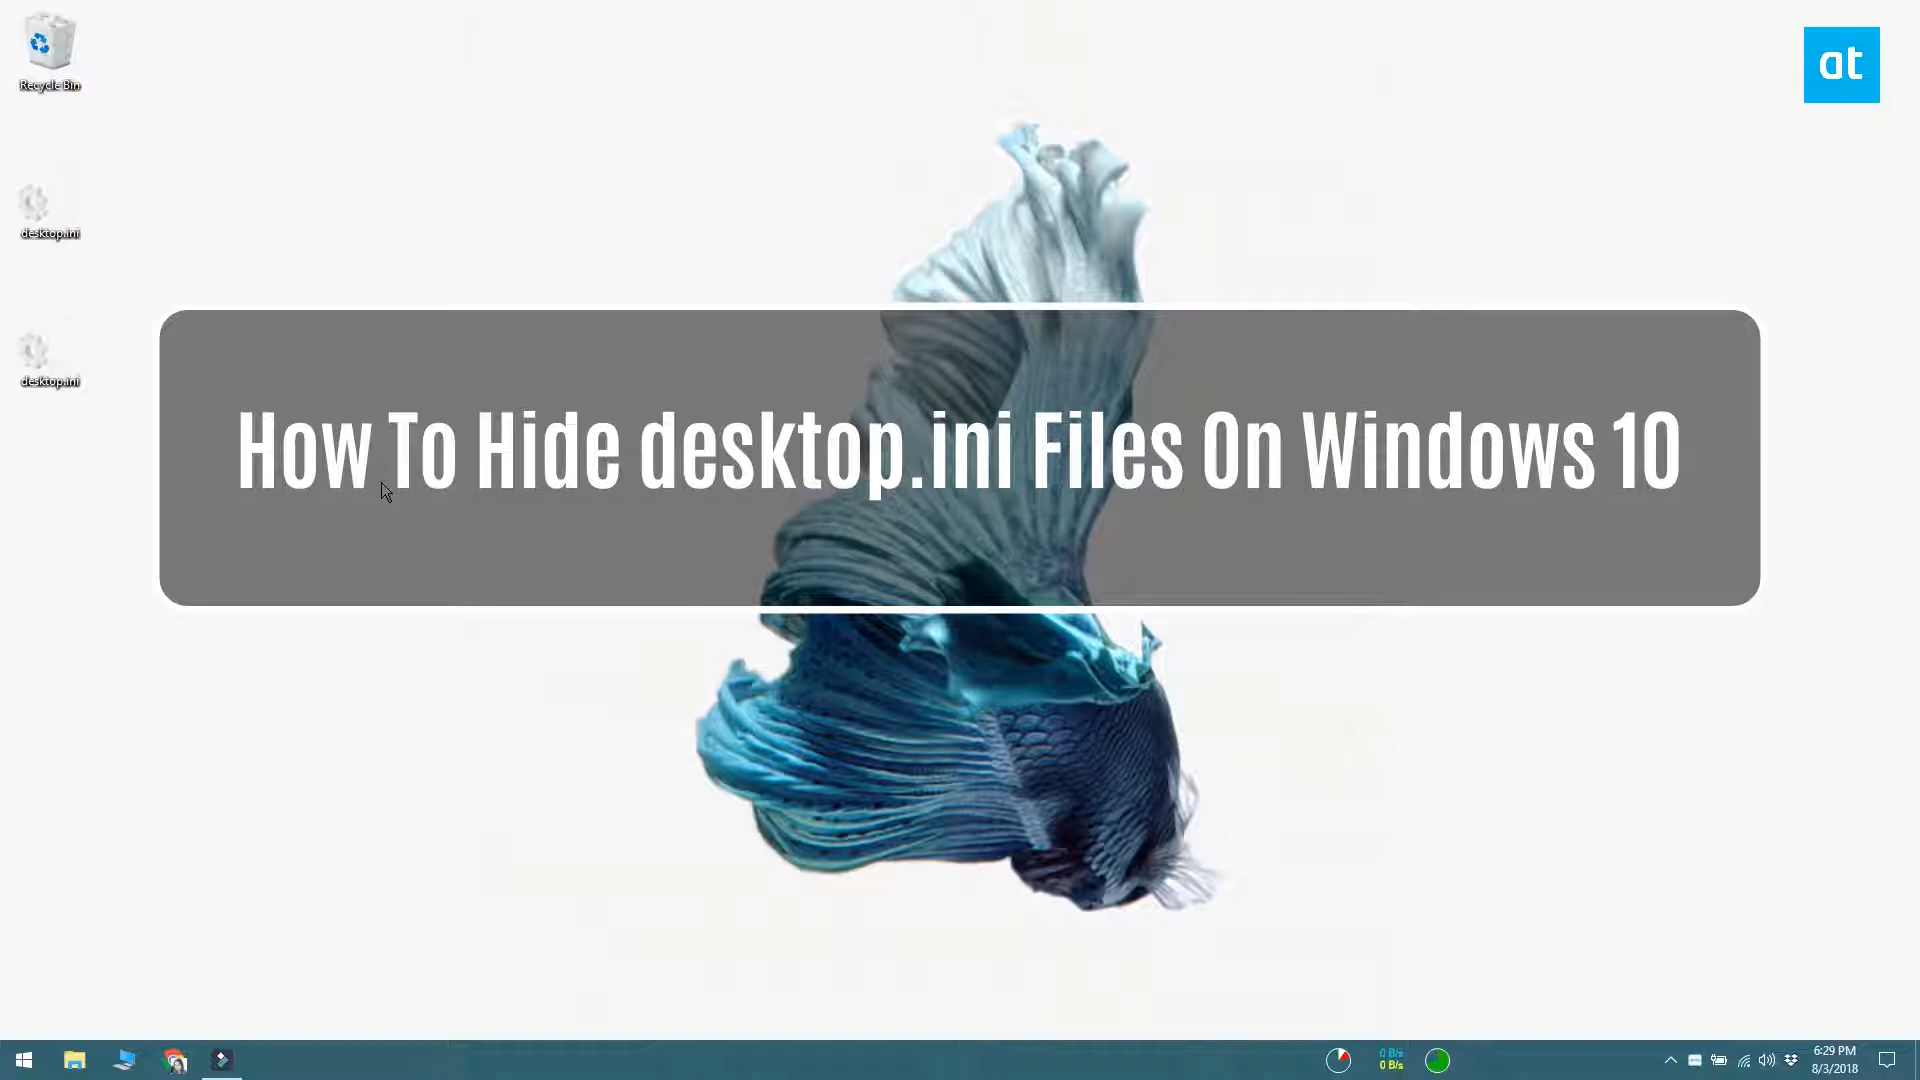 Recycle Bin
at
desktop.ini
desktop.ini
How To Hide desktop.ini Files On Windows 10
0 B/s
0 B/s
6:29 PM
8/3/2018